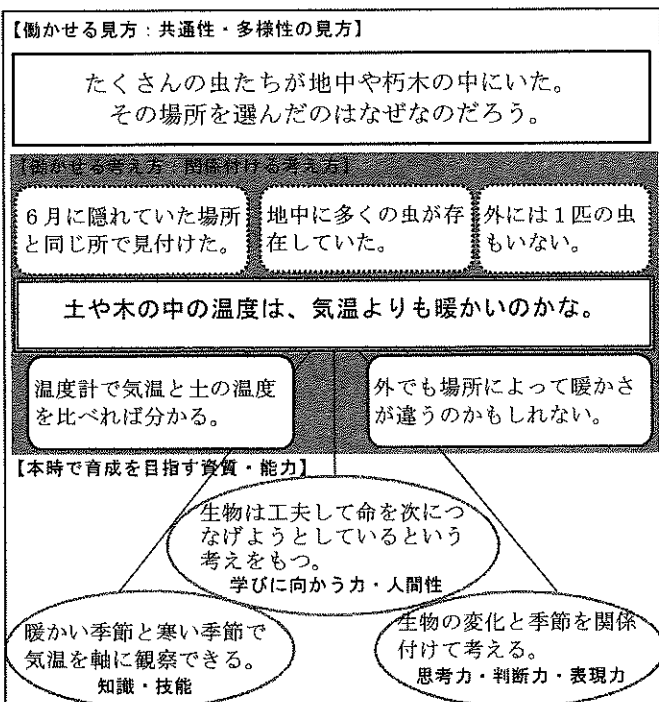 【働かせる見方：共通性・多様性の見方】
たくさんの虫たちが地中や朽木の中にいた。
その場所を選んだのはなぜなのだろう。
【働かせる考え方：関係付ける考え方】
6月に隠れていた場所
と同じ所で見付けた。
地中に多くの虫が存
在していた。
外には1匹の虫
もいない。
土や木の中の温度は、気温よりも暖かいのかな。
温度計で気温と土の温度
を比べれば分かる。
外でも場所によって暖かさ
が違うのかもしれない。
【本時で育成を目指す資質・能力】
生物は工夫して命を次につ
なげようとしているという
考えをもつ。
学びに向かう力・人間性
暖かい季節と寒い季節で
気温を軸に観察できる。
知識・技能
生物の変化と季節を関係
付けて考える。
思考力・判断力・表現力